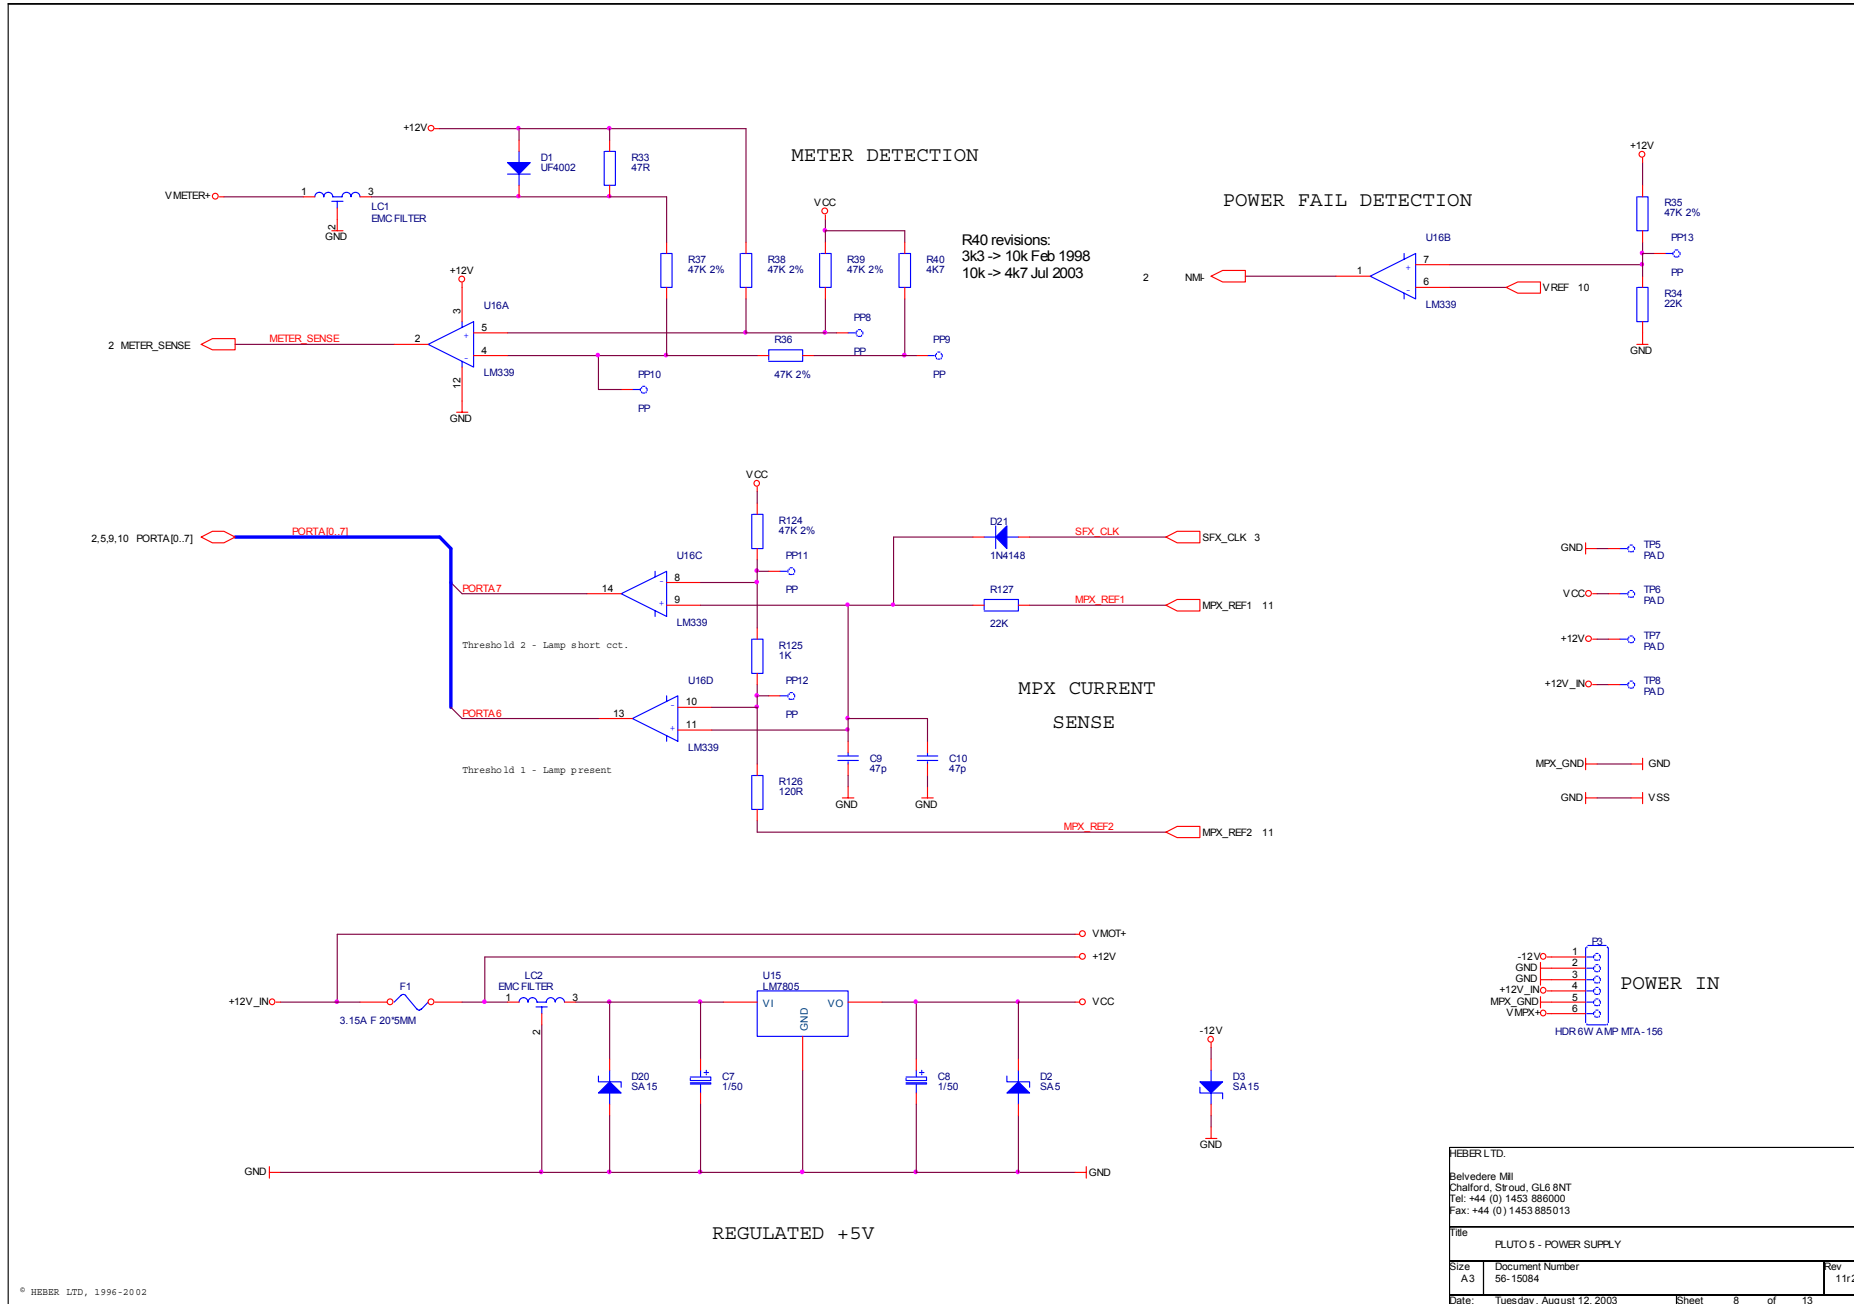 METER DETECTION
+12V
D1
UF4002
R33
47R
VMETER+
1
3
LC1
EMC FILTER
2
GND
VCC
R37
47K 2%
R38
47K 2%
R39
47K 2%
R40
4K7
R40 revisions:
3k3 -> 10k Feb 1998
10k -> 4k7 Jul 2003
+12V
3
U16A
5
+
4
-
2
12
LM339
GND
2 METER_SENSE
METER_SENSE
PP8
PP
R36
47K 2%
PP9
PP
PP10
PP
POWER FAIL DETECTION
+12V
R35
47K 2%
PP13
PP
R34
22K
GND
U16B
7
+
6
-
1
LM339
2
NMI-
VREF 10
VCC
R124
47K 2%
PP11
PP
2,5,9,10 PORTA[0..7]
PORTA[0..7]
U16C
8
-
9
+
14
LM339
PORTA7
Threshold 2 - Lamp short cct.
R125
1K
U16D
PP12
PP
10
-
11
+
13
LM339
PORTA6
Threshold 1 - Lamp present
R126
120R
D21
1N4148
SFX_CLK
SFX_CLK 3
R127
22K
MPX_REF1
MPX_REF1 11
MPX CURRENT
SENSE
C9
47p
GND
C10
47p
GND
MPX_REF2
MPX_REF2 11
GND
TP5
PAD
VCC
TP6
PAD
+12V
TP7
PAD
+12V_IN
TP8
PAD
MPX_GND
GND
GND
VSS
VMOT+
+12V
+12V_IN
F1
3.15A F 20*5MM
LC2
EMC FILTER
1
3
2
U15
LM7805
VI
VO
GND
VCC
D20
SA15
C7
1/50
+
C8
1/50
+
D2
SA5
GND
GND
REGULATED +5V
-12V
D3
SA15
GND
P3
-12V 1
GND 2
GND 3
+12V_IN 4
MPX_GND 5
VMPX+ 6
HDR 6W AMP MTA-156
POWER IN
HEBER LTD.
Belvedere Mill
Chalford, Stroud, GL6 8NT
Tel: +44 (0) 1453 886000
Fax: +44 (0) 1453 885013
Title
PLUTO 5 - POWER SUPPLY
Size
A3
Document Number
56-15084
Rev
11r2
Date: Tuesday, August 12, 2003 Sheet 8 of 13
© HEBER LTD, 1996-2002